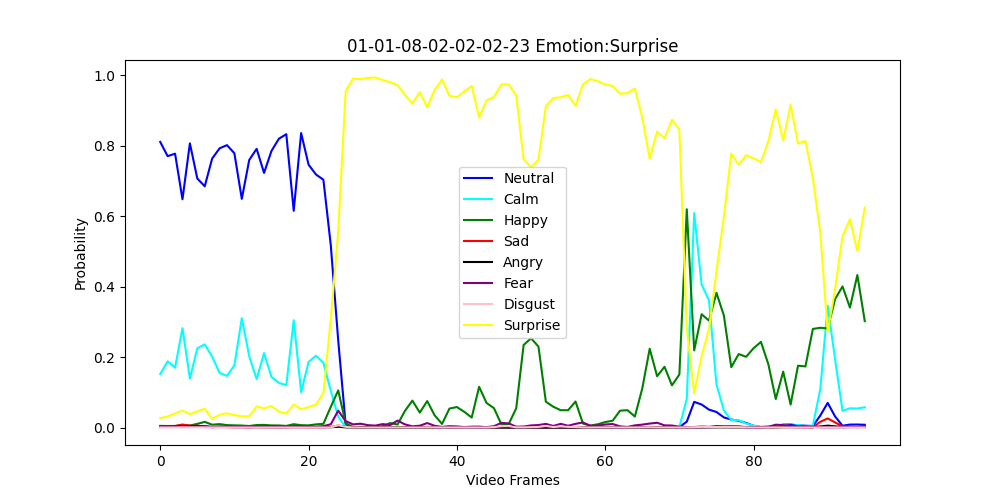 01-01-08-02-02-02-23 Emotion:Surprise
Probability
1.0
0.8
0.6
0.4
0.2
0.0
Neutral
Calm
Happy
Sad
Angry
Fear
Disgust
Surprise
0 20 40 60 80
Video Frames